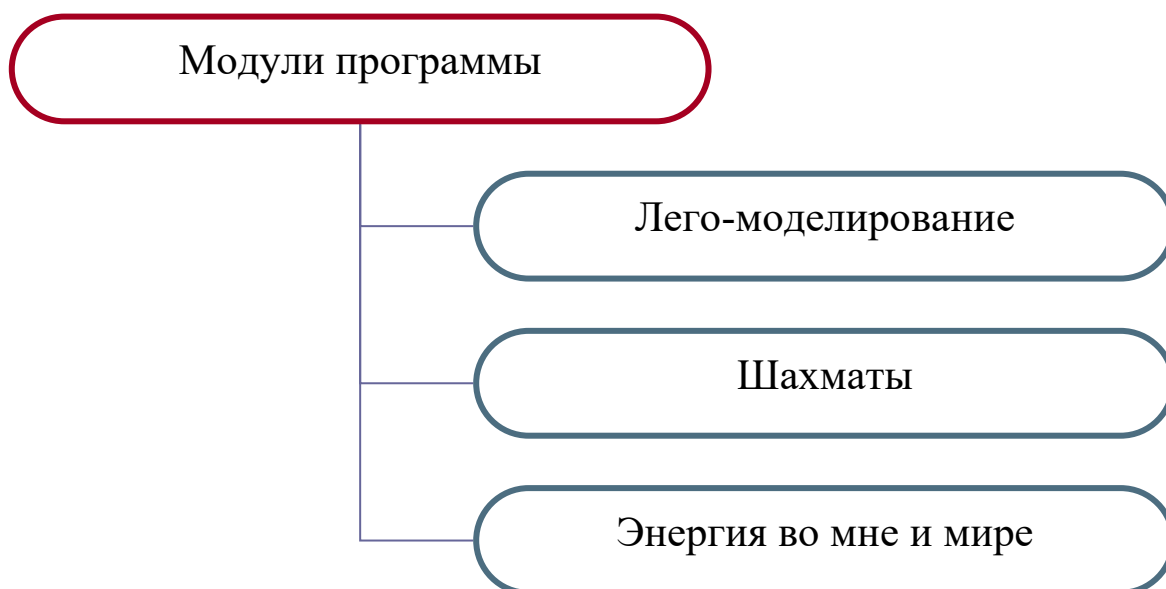 Модули программы
Лего-моделирование
Шахматы
Энергия во мне и мире